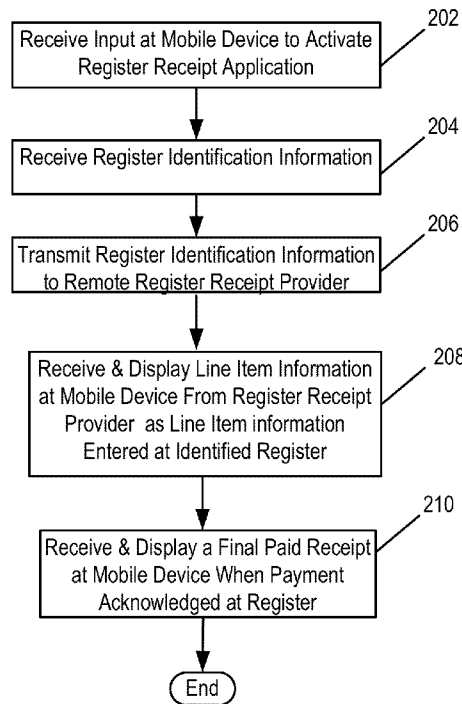 202
Receive Input at Mobile Device to Activate
Register Receipt Application
204
Receive Register Identification Information
206
Transmit Register Identification Information
to Remote Register Receipt Provider
208
Receive & Display Line Item Information
at Mobile Device From Register Receipt
Provider as Line Item information
Entered at Identified Register
210
Receive & Display a Final Paid Receipt
at Mobile Device When Payment
Acknowledged at Register
End